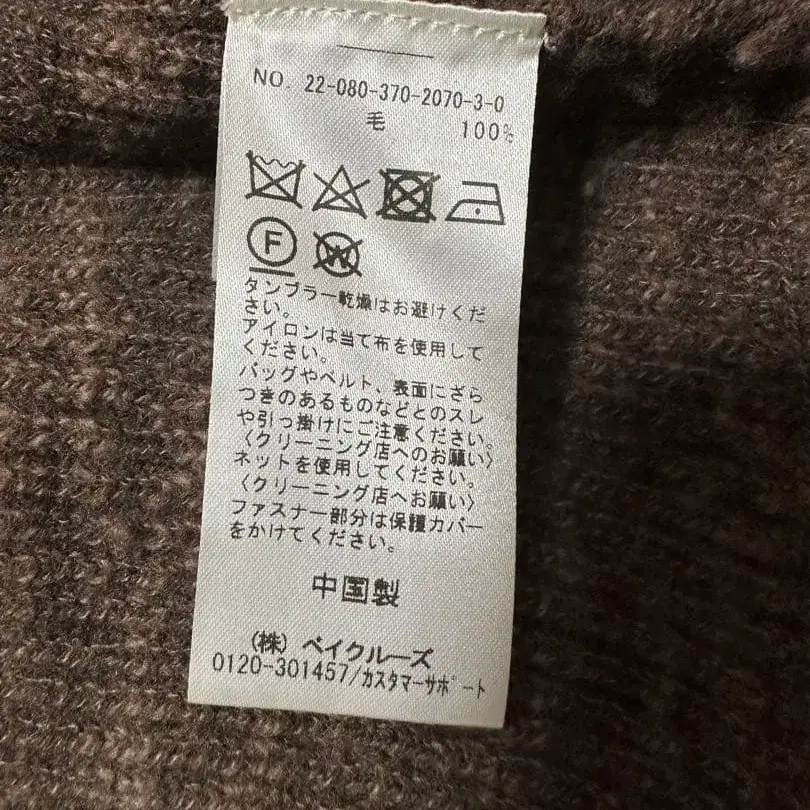 NO. 22-080-370-2070-3-0
毛 100%
F
W
タンブラー乾燥はお避けくだ
さい。
アイロンは当て布を使用して
ください。
バッグやベルト、表面にざら
つきのあるものなどとのスレ
や引っ掛けにご注意ください。
〈クリーニング店へのお願い〉
ネットを使用してください。
〈クリーニング店へお願い〉
ファスナー部分は保護カバー
をかけてください。
中国製
(株) ベイクルーズ
0120-301457/カスタマーサポート